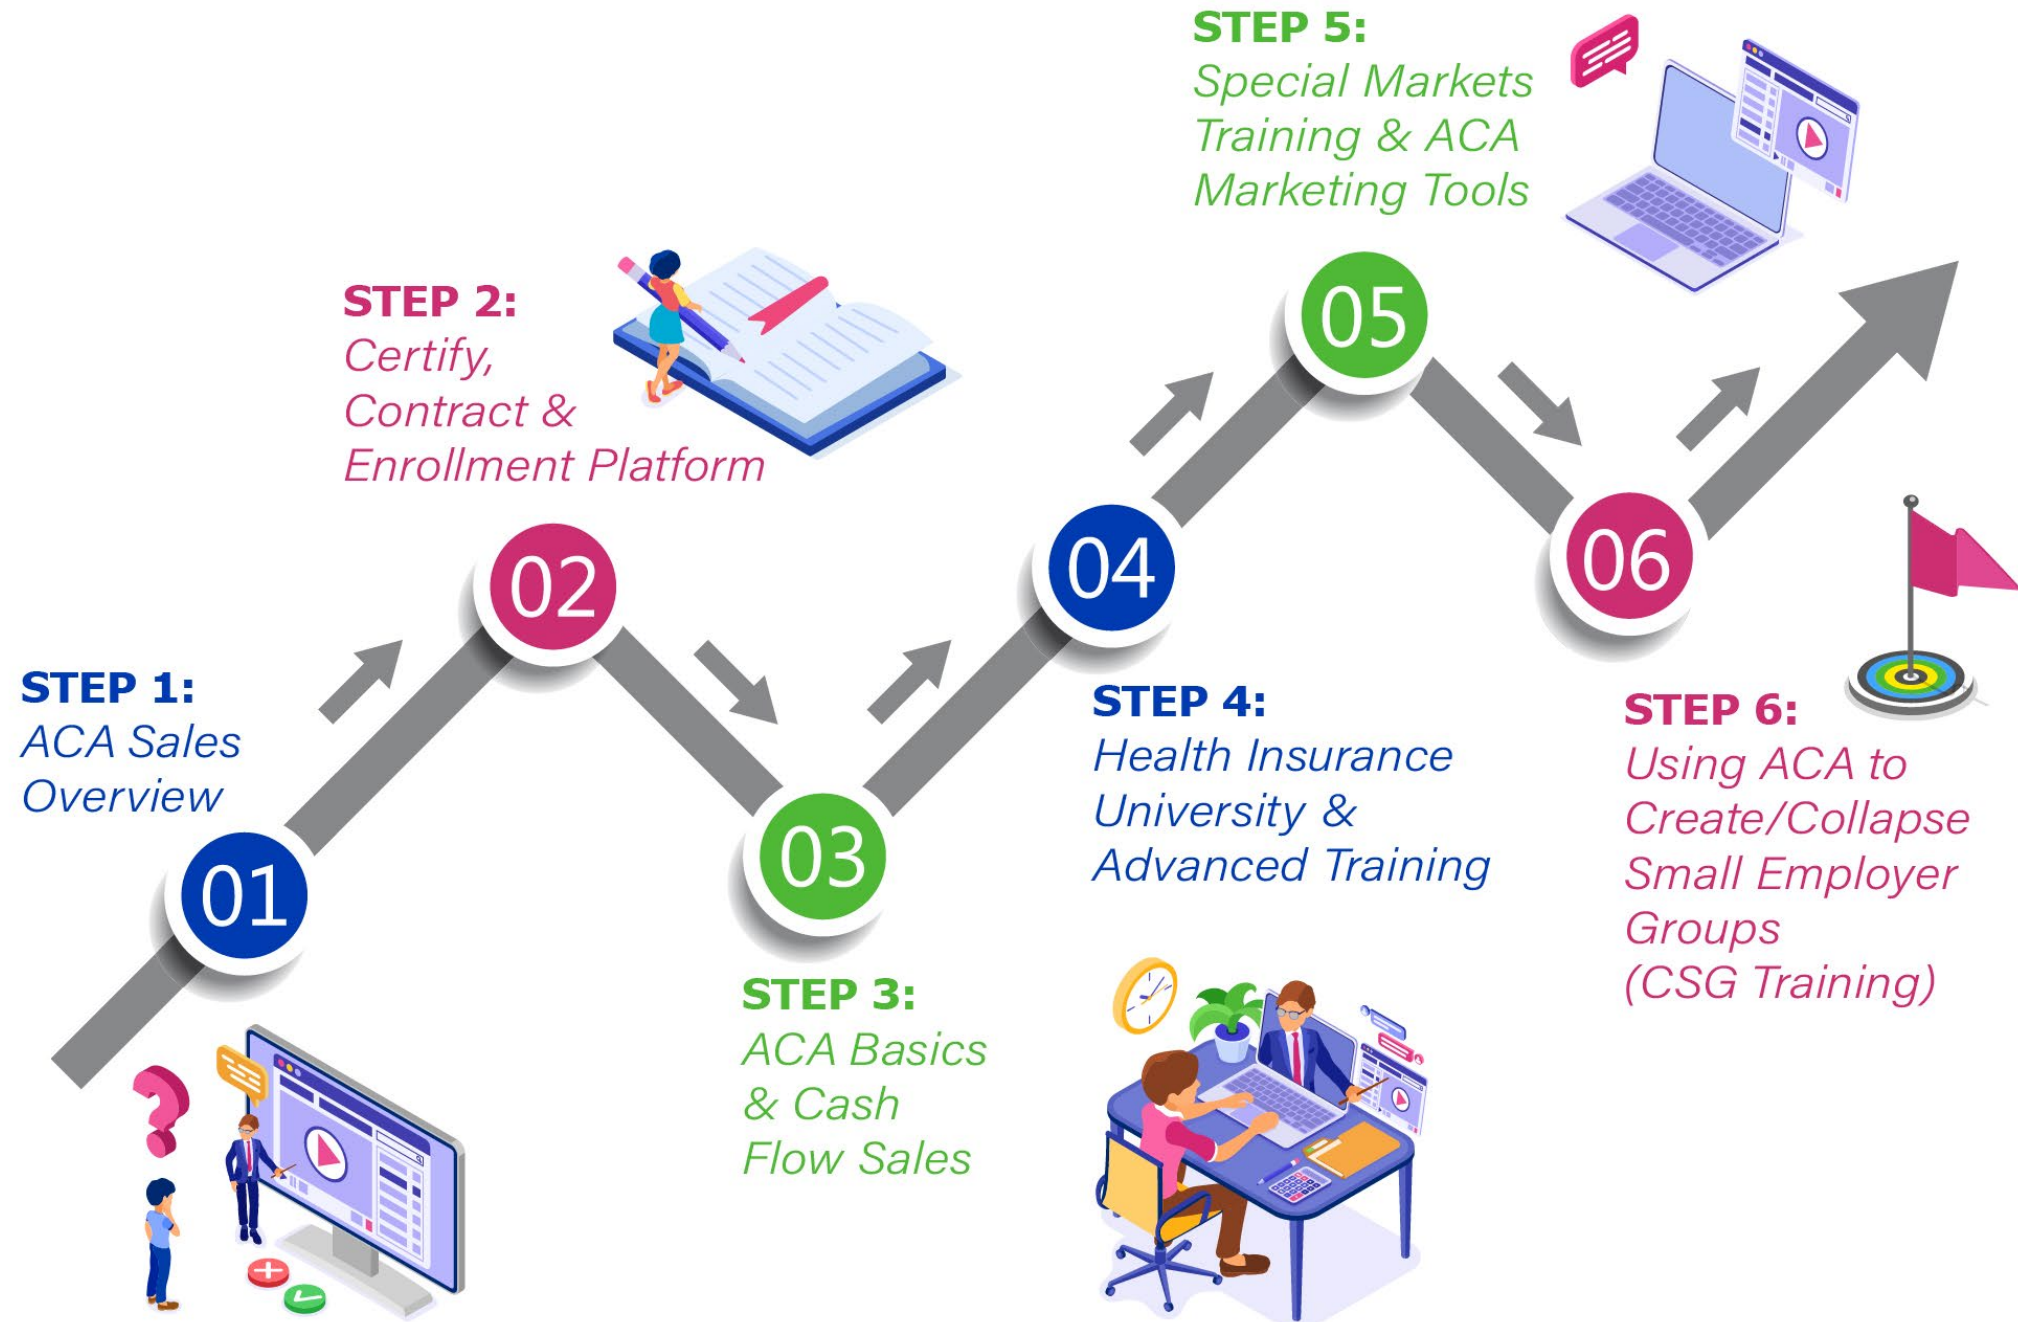 STEP 1:
ACA Sales
Overview
01
STEP 2:
Certify,
Contract &
Enrollment Platform
02
03
STEP 3:
ACA Basics
& Cash
Flow Sales
04
STEP 4:
Health Insurance
University &
Advanced Training
STEP 5:
Special Markets
Training & ACA
Marketing Tools
05
06
STEP 6:
Using ACA to
Create/Collapse
Small Employer
Groups
(CSG Training)